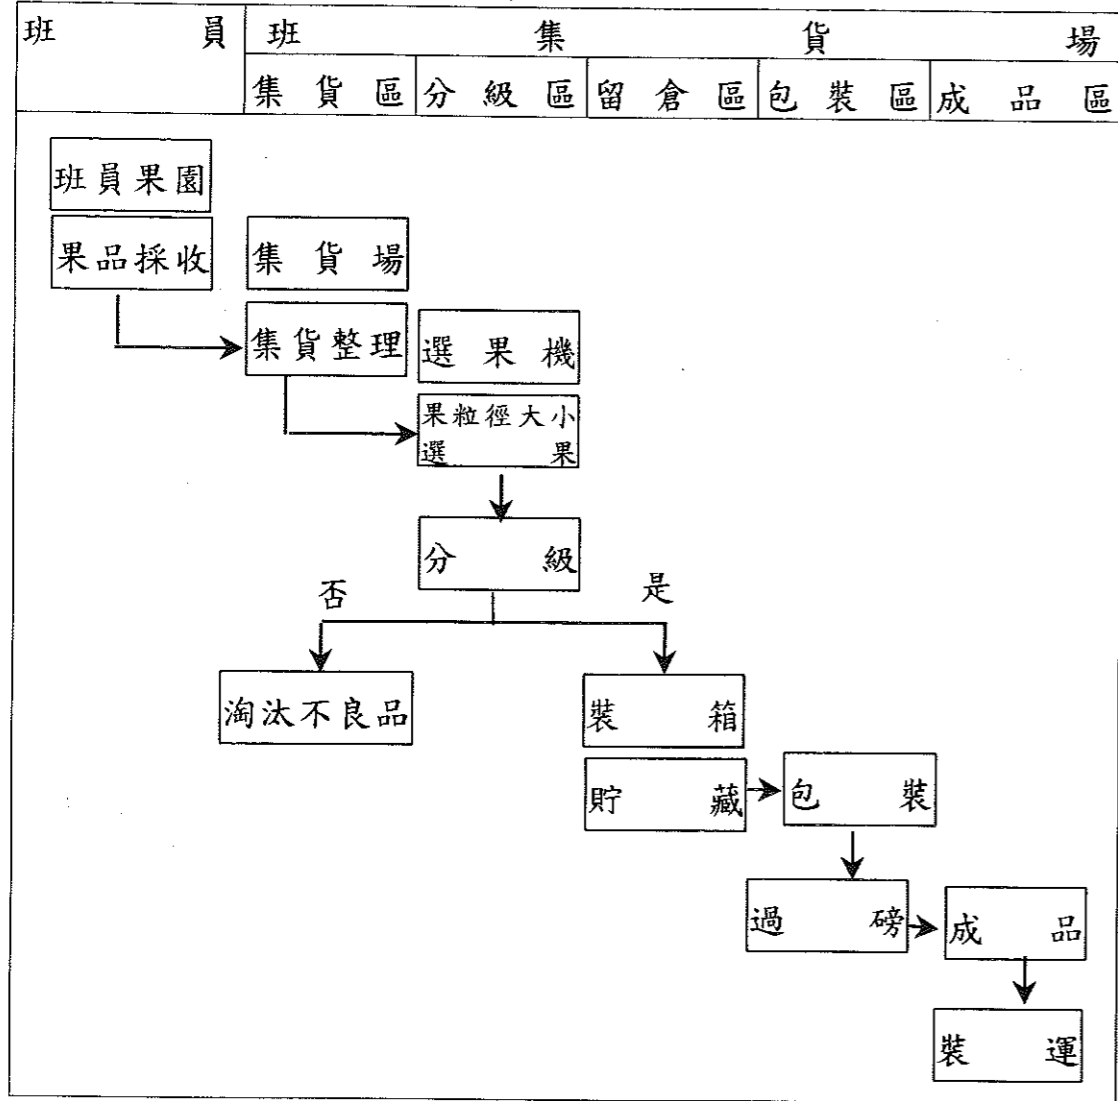 班員 班集貨場
集貨區 分級區 留倉區 包裝區 成品區
班員果園
果品採收 集貨場
集貨整理 選果機
果粒徑大小
選果
分級
否 是
淘汰不良品 裝箱
貯藏 包裝
過磅 成品
裝運